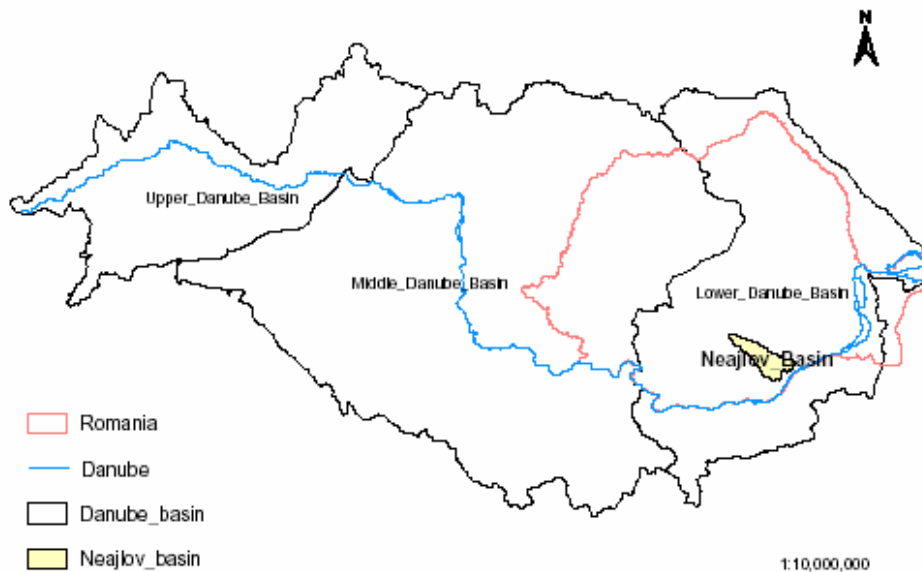 N
Upper_Danube_Basin
Middle_Danube_Basin
Lower_Danube_Basin
Neajlov_Basin
Romania
Danube
Danube_basin
Neajlov_basin
1:10,000,000